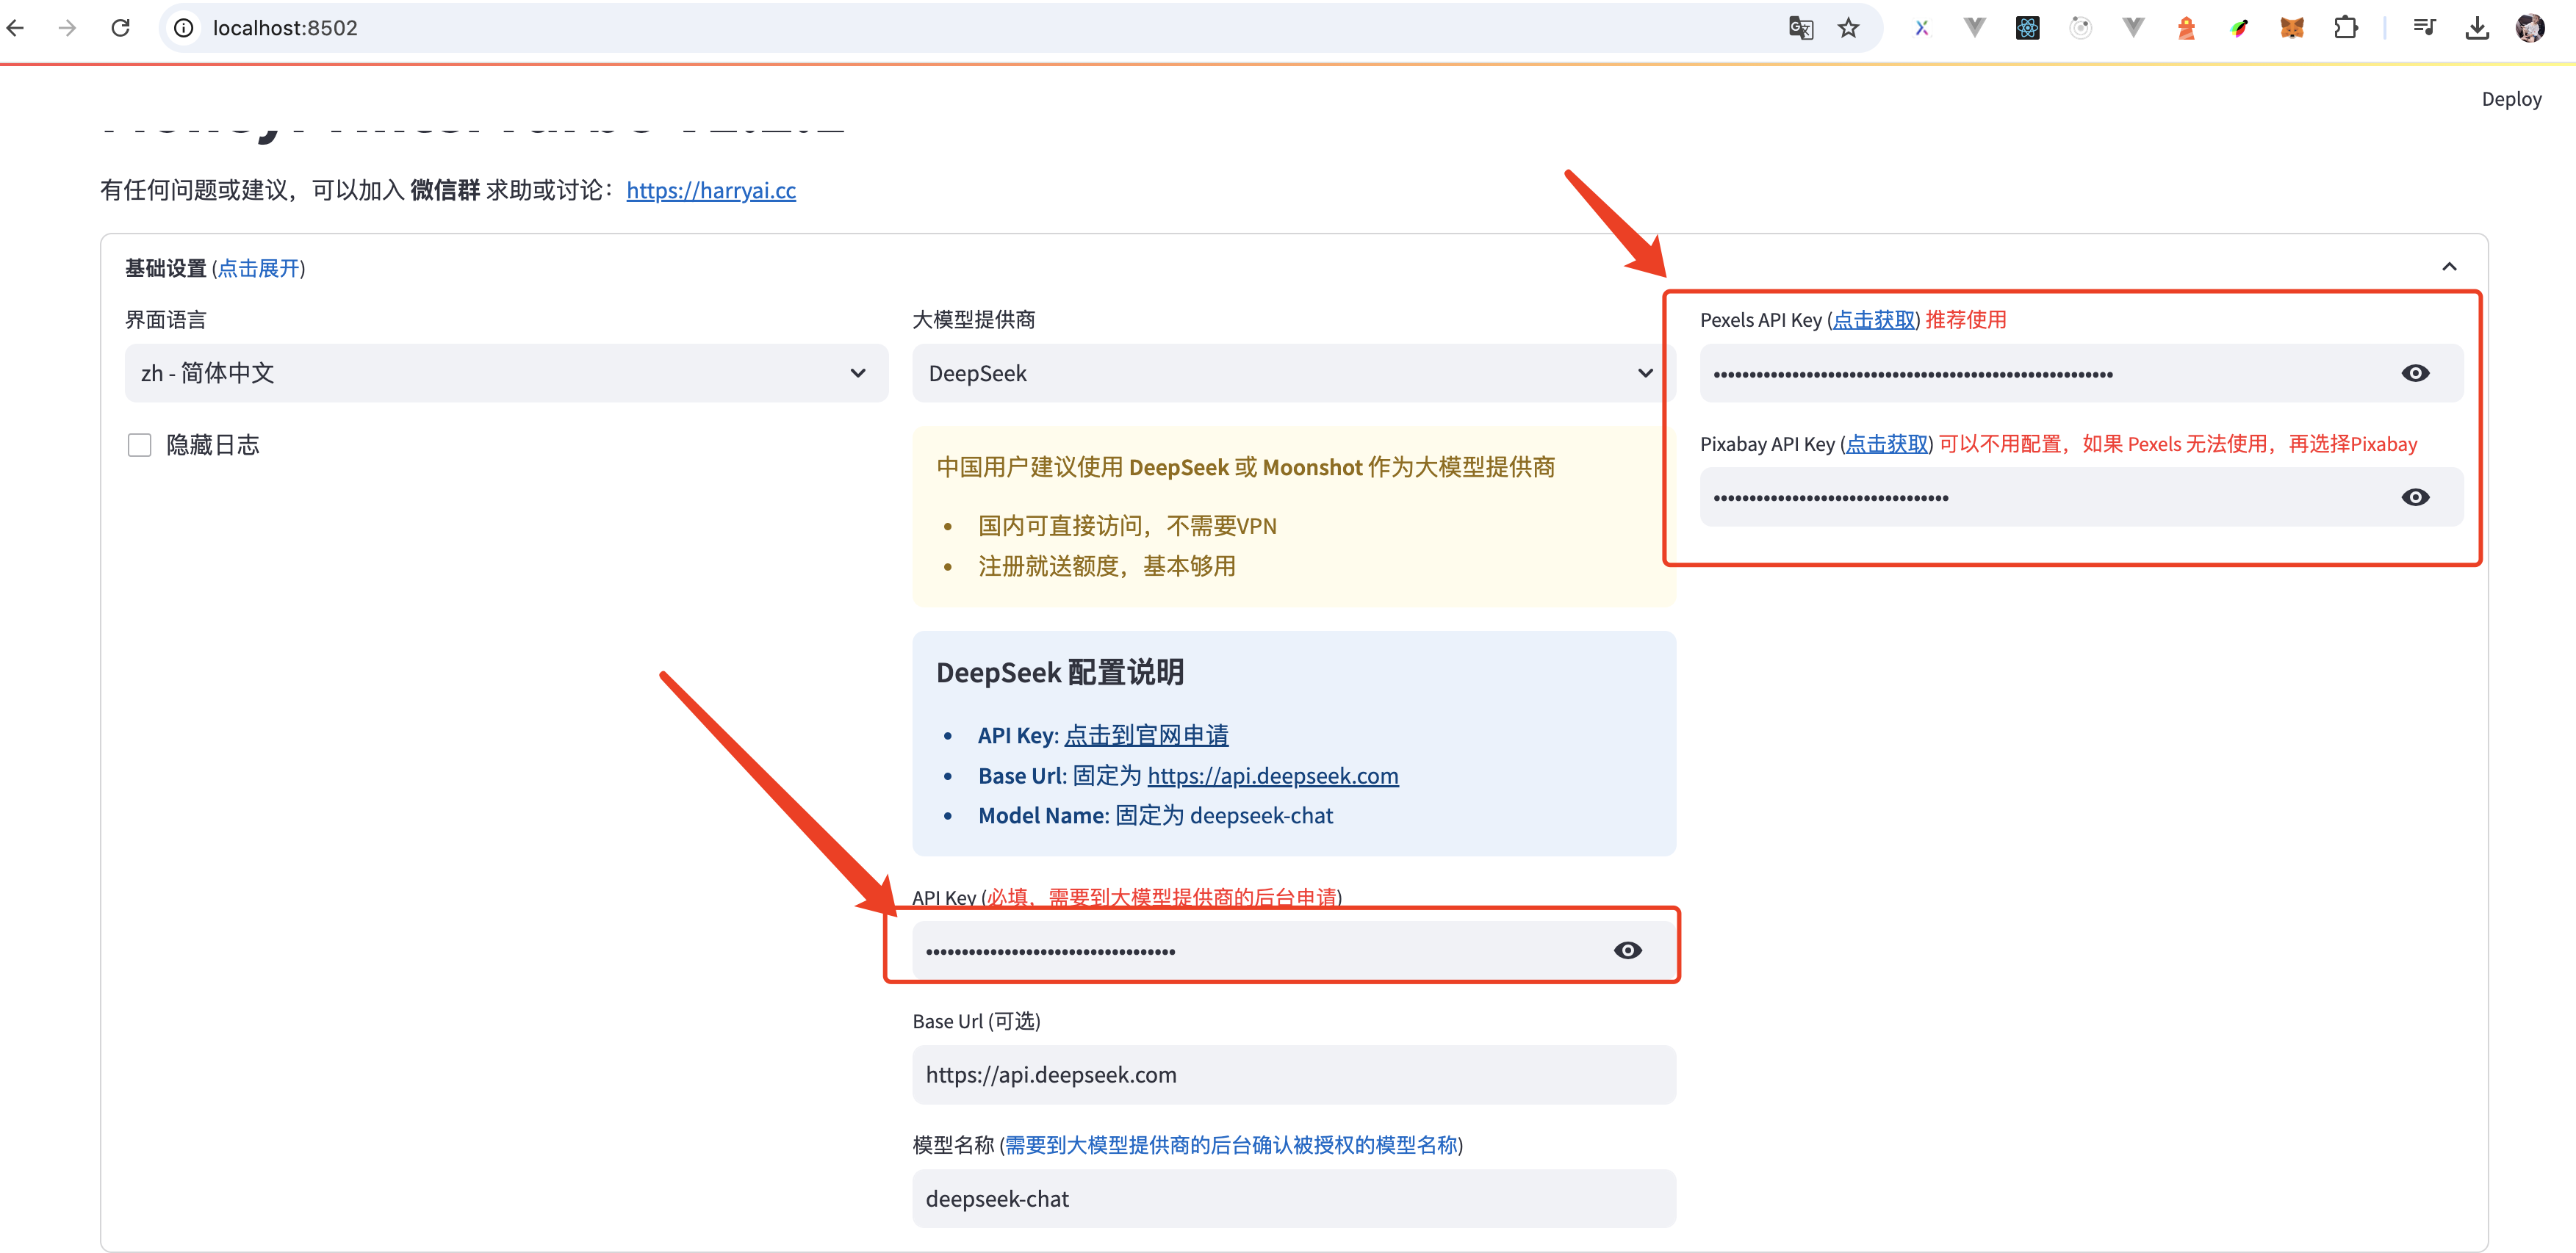 localhost:8502
Deploy
有任何问题或建议，可以加入 微信群 求助或讨论：https://harryai.cc
基础设置 (点击展开)
界面语言
zh - 简体中文
隐藏日志
大模型提供商
DeepSeek
中国用户建议使用 DeepSeek 或 Moonshot 作为大模型提供商
• 国内可直接访问，不需要VPN
• 注册就送额度，基本够用
DeepSeek 配置说明
• API Key: 点击到官网申请
• Base Url: 固定为 https://api.deepseek.com
• Model Name: 固定为 deepseek-chat
API Key (必填，需要到大模型提供商的后台申请)
Base Url (可选)
https://api.deepseek.com
模型名称 (需要到大模型提供商的后台确认被授权的模型名称)
deepseek-chat
Pexels API Key (点击获取) 推荐使用
Pixabay API Key (点击获取) 可以不用配置，如果 Pexels 无法使用，再选择Pixabay